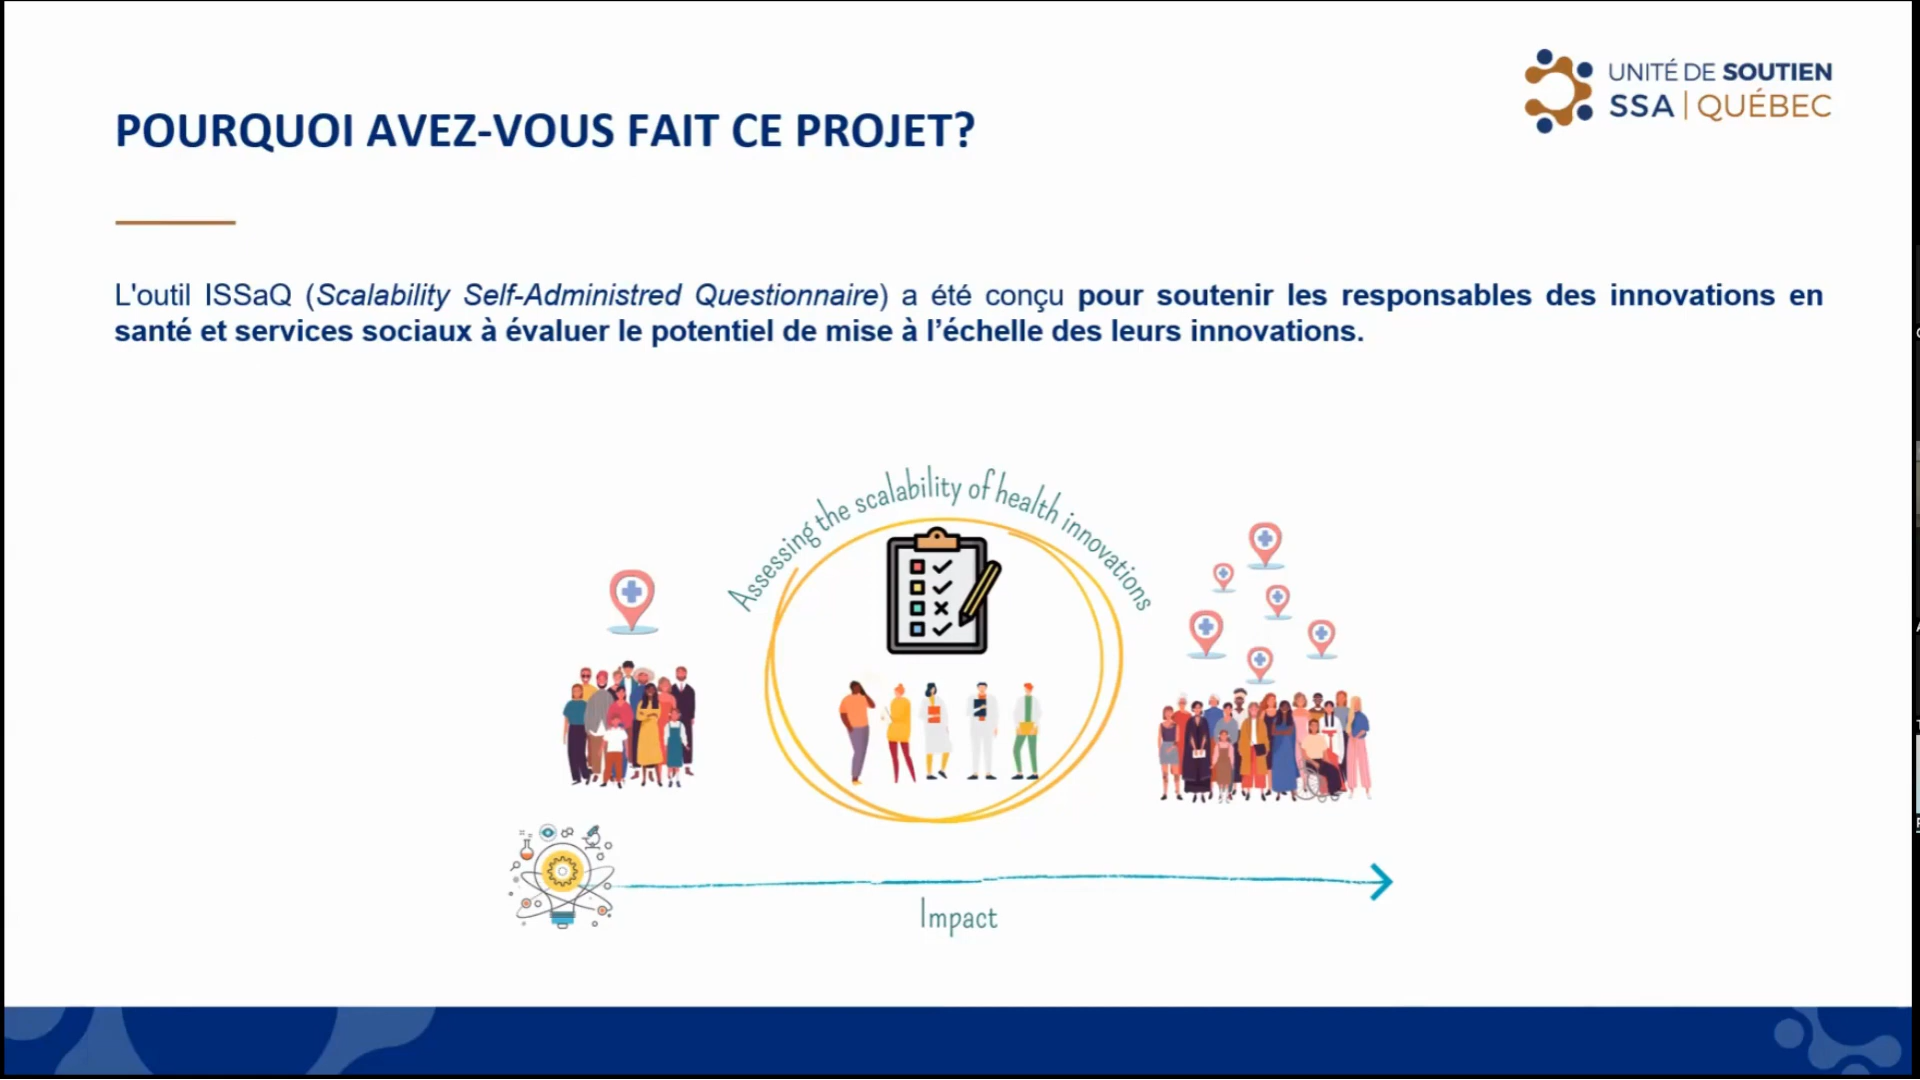 UNITÉ DE SOUTIEN
SSA | QUÉBEC
POURQUOI AVEZ-VOUS FAIT CE PROJET?
L'outil ISSaQ (Scalability Self-Administred Questionnaire) a été conçu pour soutenir les responsables des innovations en
santé et services sociaux à évaluer le potentiel de mise à l’échelle des leurs innovations.
Assessing the scalability of health innovations
Impact